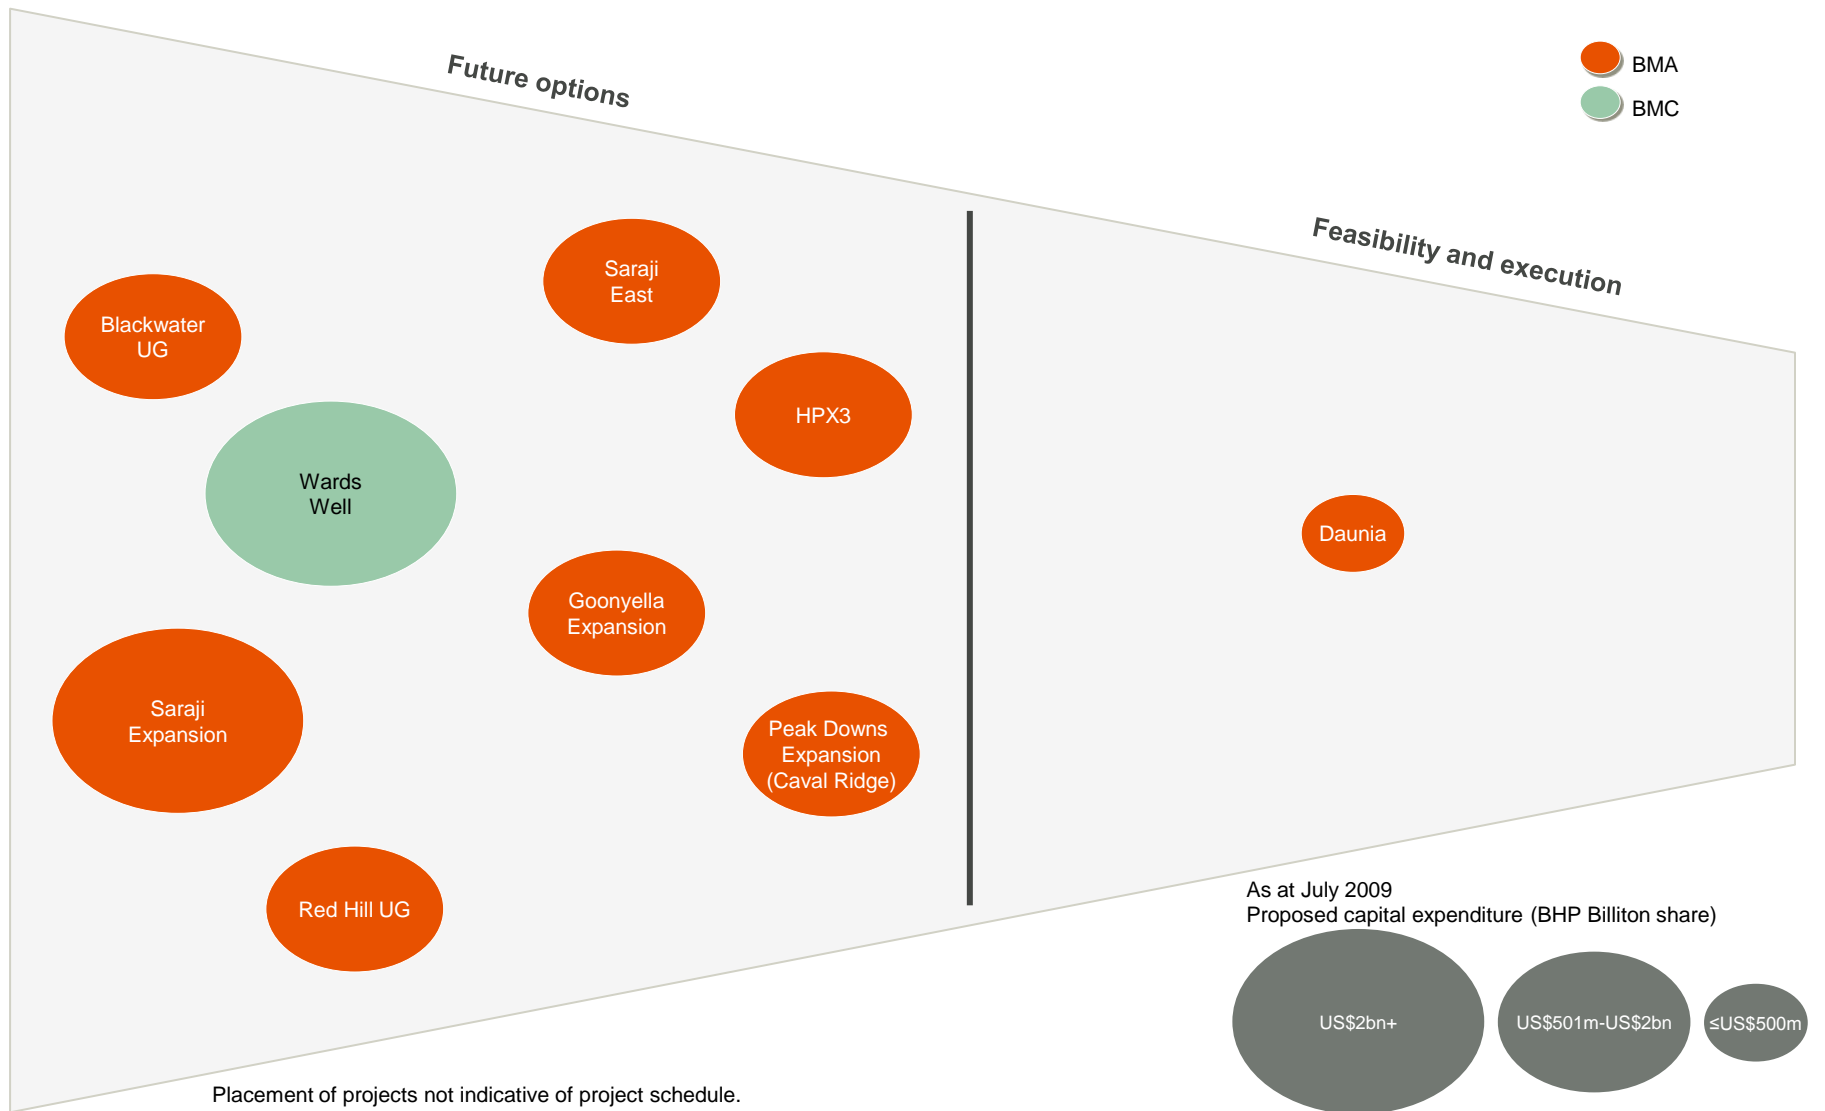 Future options
BMA
BMC
Feasibility and execution
Saraji
East
Blackwater
UG
HPX3
Wards
Well
Daunia
Goonyella
Expansion
Saraji
Expansion
Peak Downs
Expansion
(Caval Ridge)
Red Hill UG
As at July 2009
Proposed capital expenditure (BHP Billiton share)
US$2bn+
US$501m-US$2bn
≤US$500m
Placement of projects not indicative of project schedule.